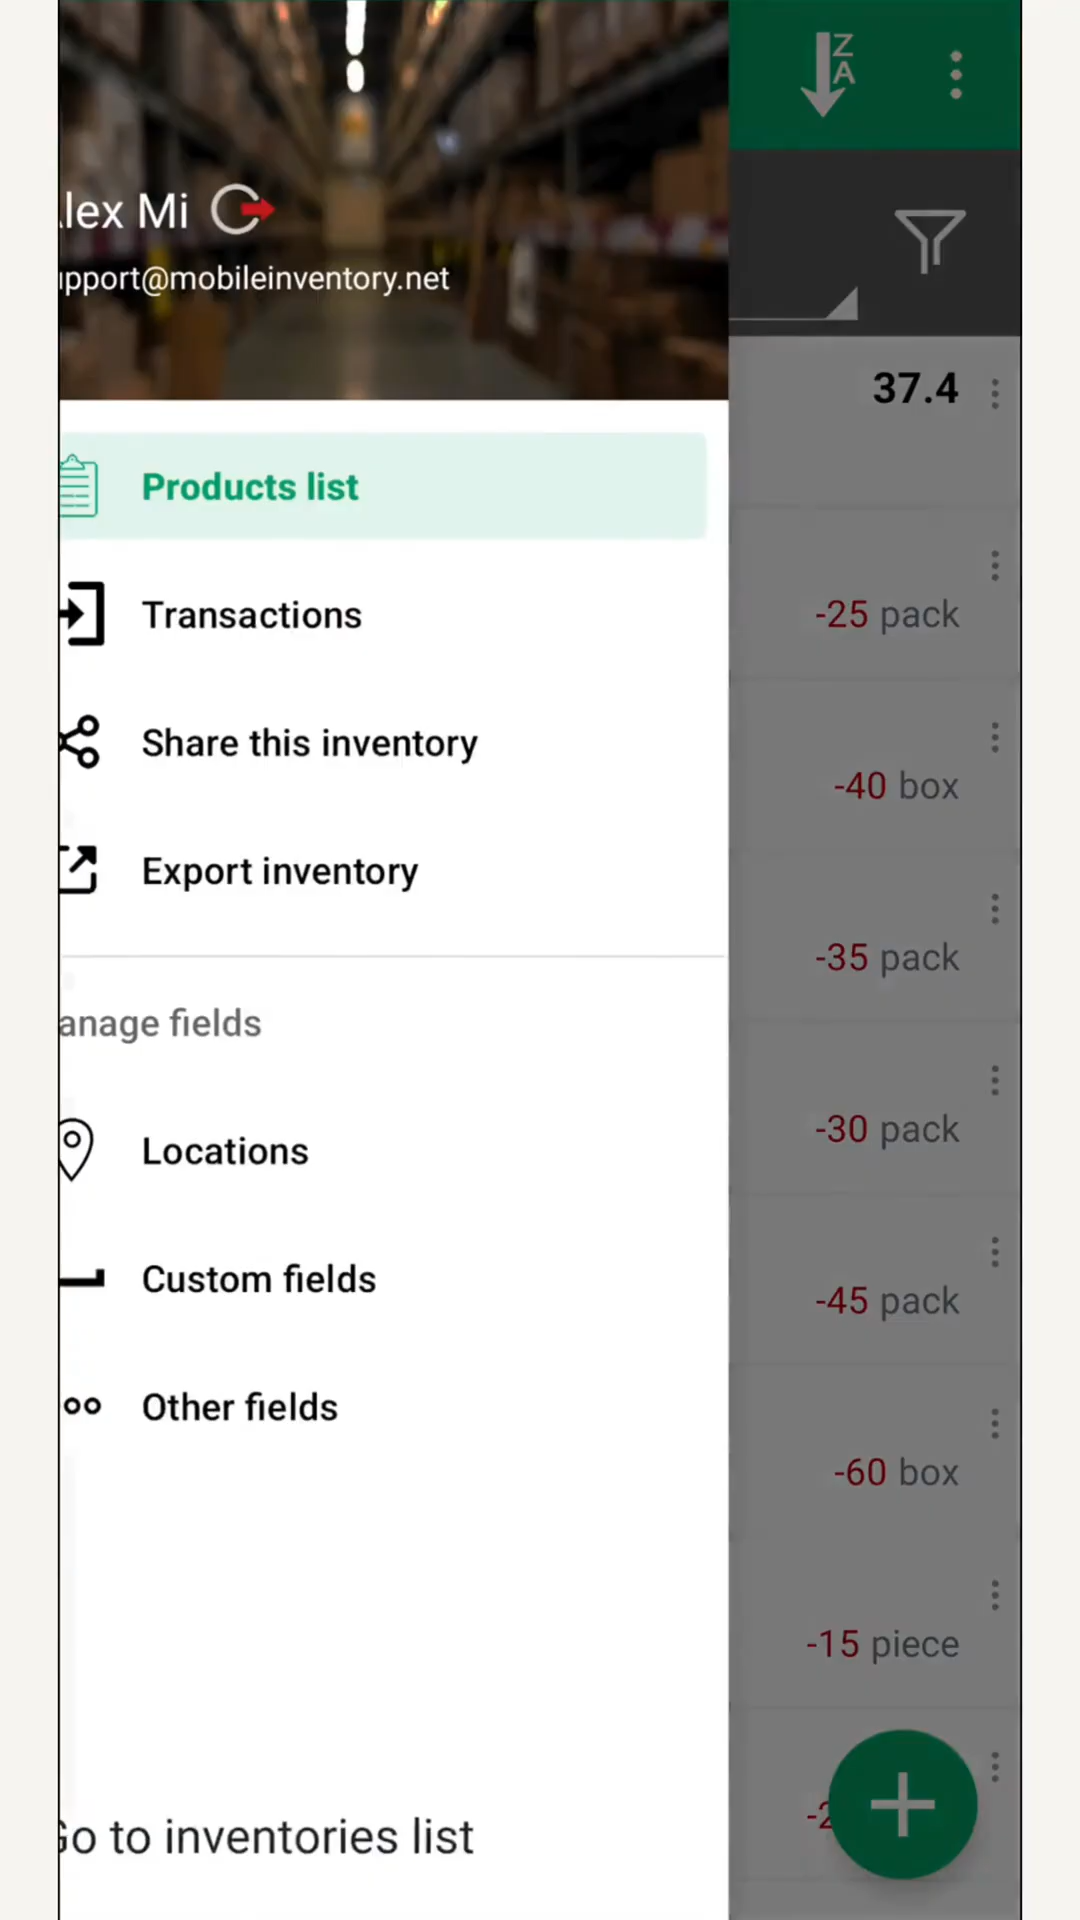 Z
A
lex Mi
pport@mobileinventory.net
37.4
Products list
-25 pack
Transactions
Share this inventory
-40 box
Export inventory
-35 pack
anage fields
-30 pack
Locations
Custom fields
-45 pack
Other fields
-60 box
-15 piece
-2
Go to inventories list